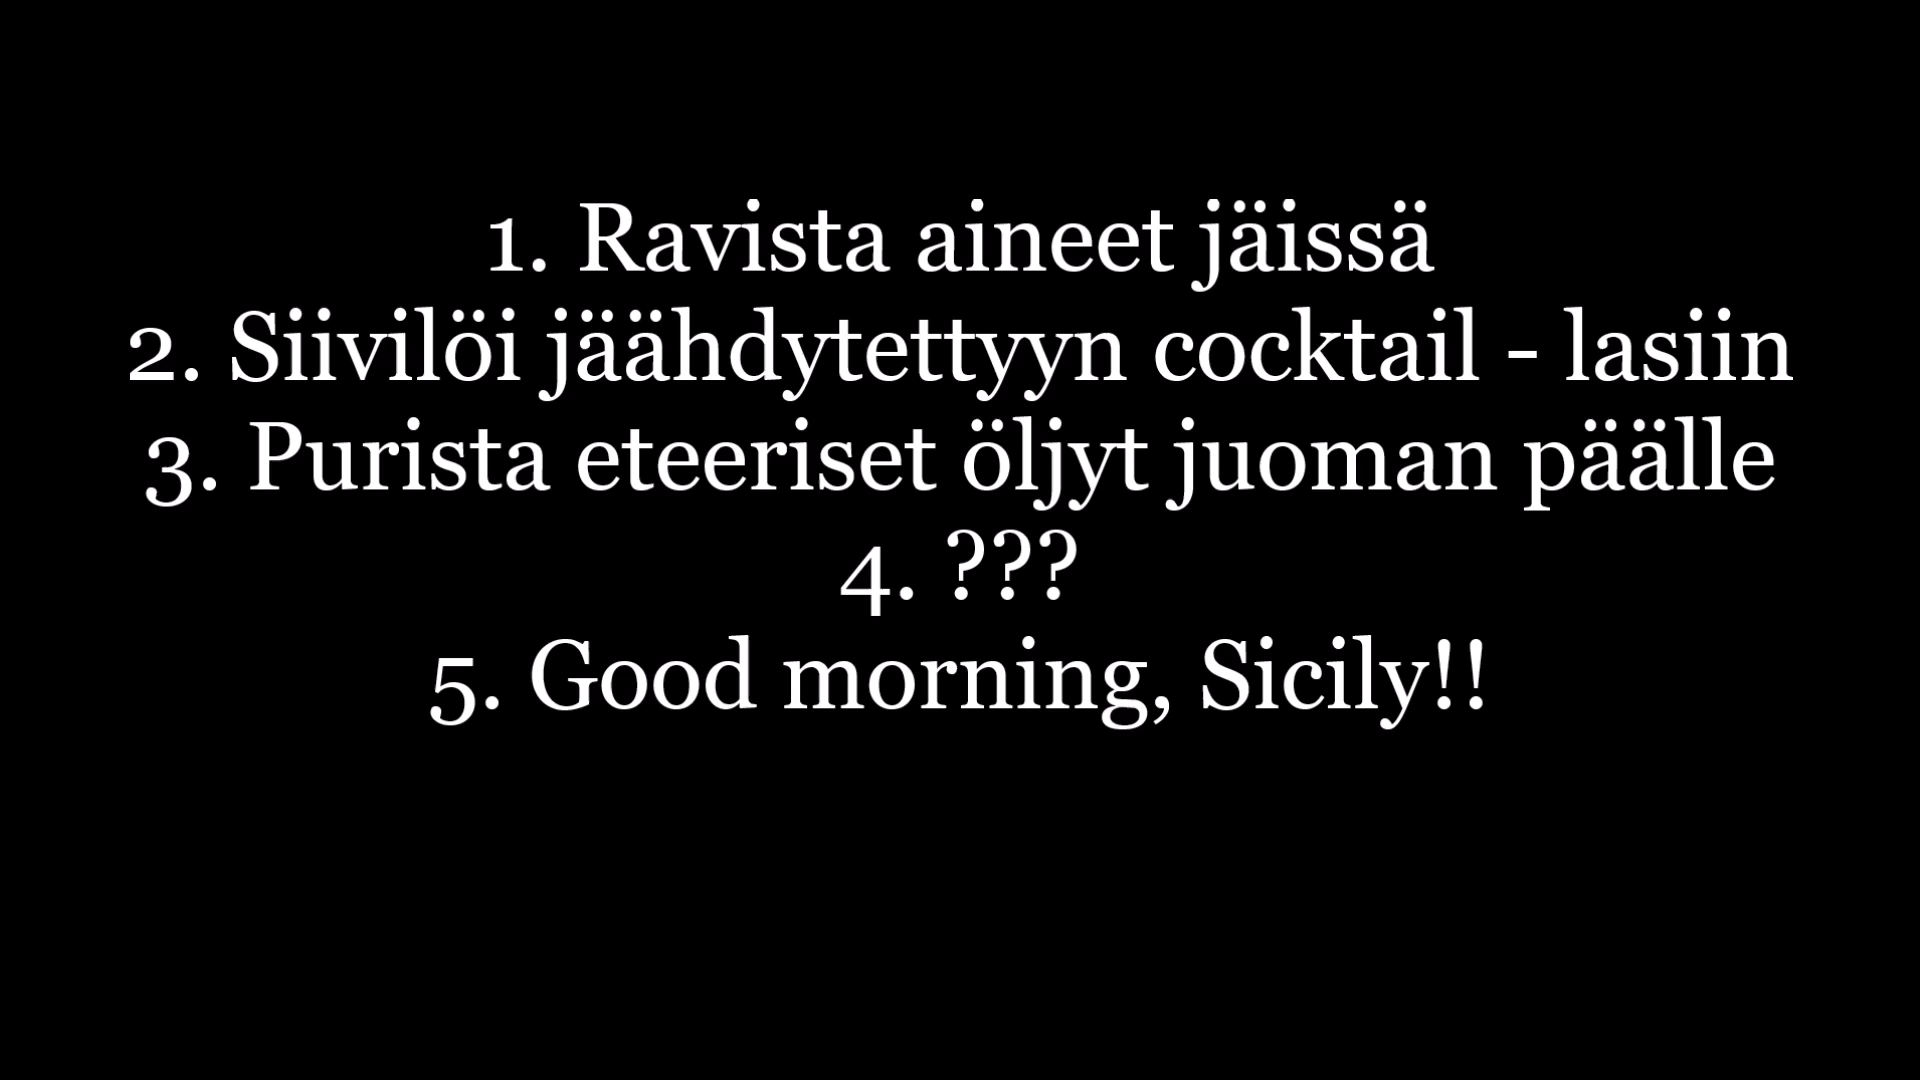 1. Ravista aineet jäissä
2. Siivilöi jäähdytettyyn cocktail - lasiin
3. Purista eteeriset öljyt juoman päälle
4. ???
5. Good morning, Sicily!!